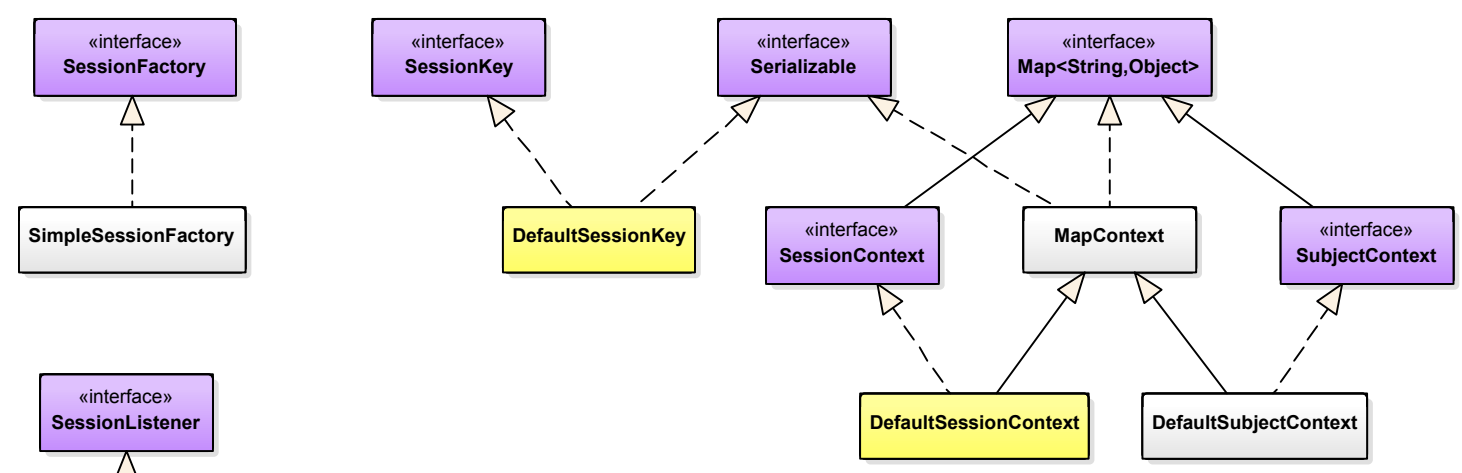 «interface»
SessionFactory
«interface»
SessionKey
«interface»
Serializable
«interface»
Map<String,Object>
SimpleSessionFactory
DefaultSessionKey
«interface»
SessionContext
MapContext
«interface»
SubjectContext
«interface»
SessionListener
DefaultSessionContext
DefaultSubjectContext